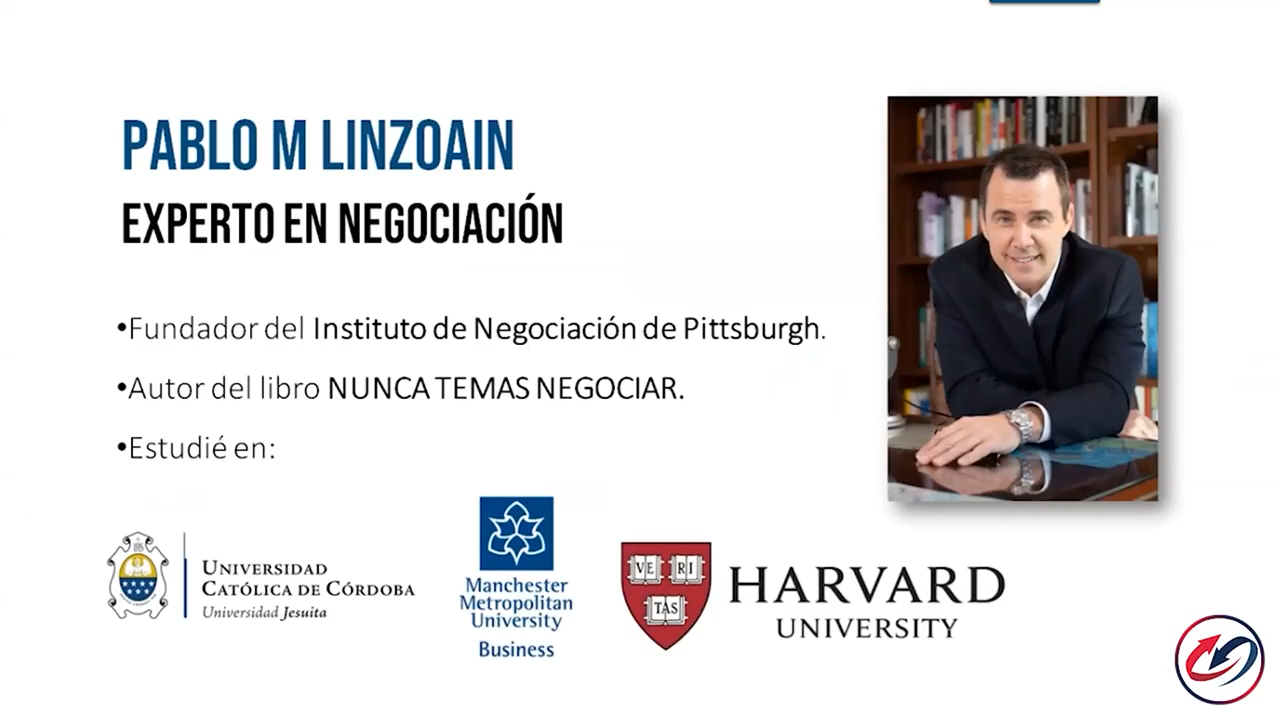 PABLO M LINZOAIN
EXPERTO EN NEGOCIACIÓN
•Fundador del Instituto de Negociación de Pittsburgh.
•Autor del libro NUNCA TEMAS NEGOCIAR.
•Estudié en:
UNIVERSIDAD
CATÓLICA DE CÓRDOBA
Universidad Jesuita
Manchester
Metropolitan
University
Business
VE RI
TAS
HARVARD
UNIVERSITY